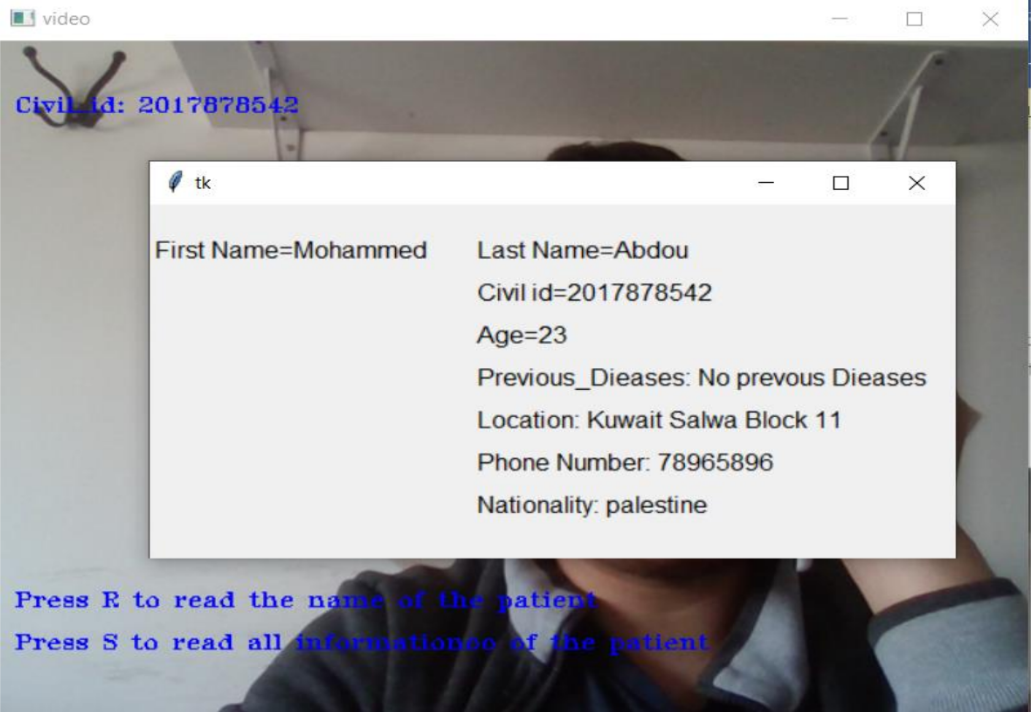 video
Civil id: 2017878542
tk
First Name=Mohammed Last Name=Abdou
Civil id=2017878542
Age=23
Previous_Dieases: No prevous Dieases
Location: Kuwait Salwa Block 11
Phone Number: 78965896
Nationality: palestine
Press R to read the name of the patient
Press S to read all informationoo of the patient